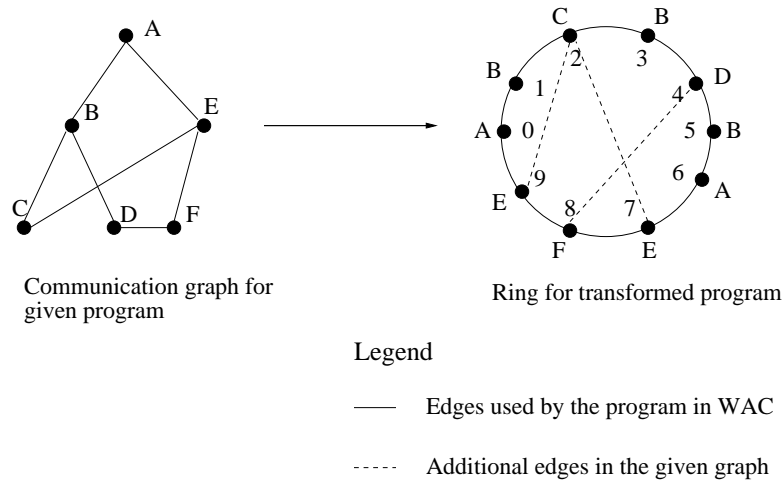 A
B
E
C
D
F
Communication graph for
given program
C
B
2
3
B
D
1
4
A
0
5
B
9
6
E
A
8
7
F
E
Ring for transformed program
Legend
Edges used by the program in WAC
Additional edges in the given graph